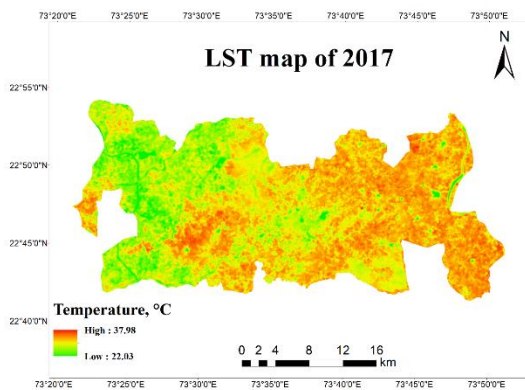 73°20'0"E 73°25'0"E 73°30'0"E 73°35'0"E 73°40'0"E 73°45'0"E 73°50'0"E
LST map of 2017
N
22°55'0"N
22°50'0"N
22°45'0"N
22°40'0"N
Temperature, °C
High : 37.98
Low : 22.03
0 2 4 8 12 16
km
73°20'0"E 73°25'0"E 73°30'0"E 73°35'0"E 73°40'0"E 73°45'0"E 73°50'0"E